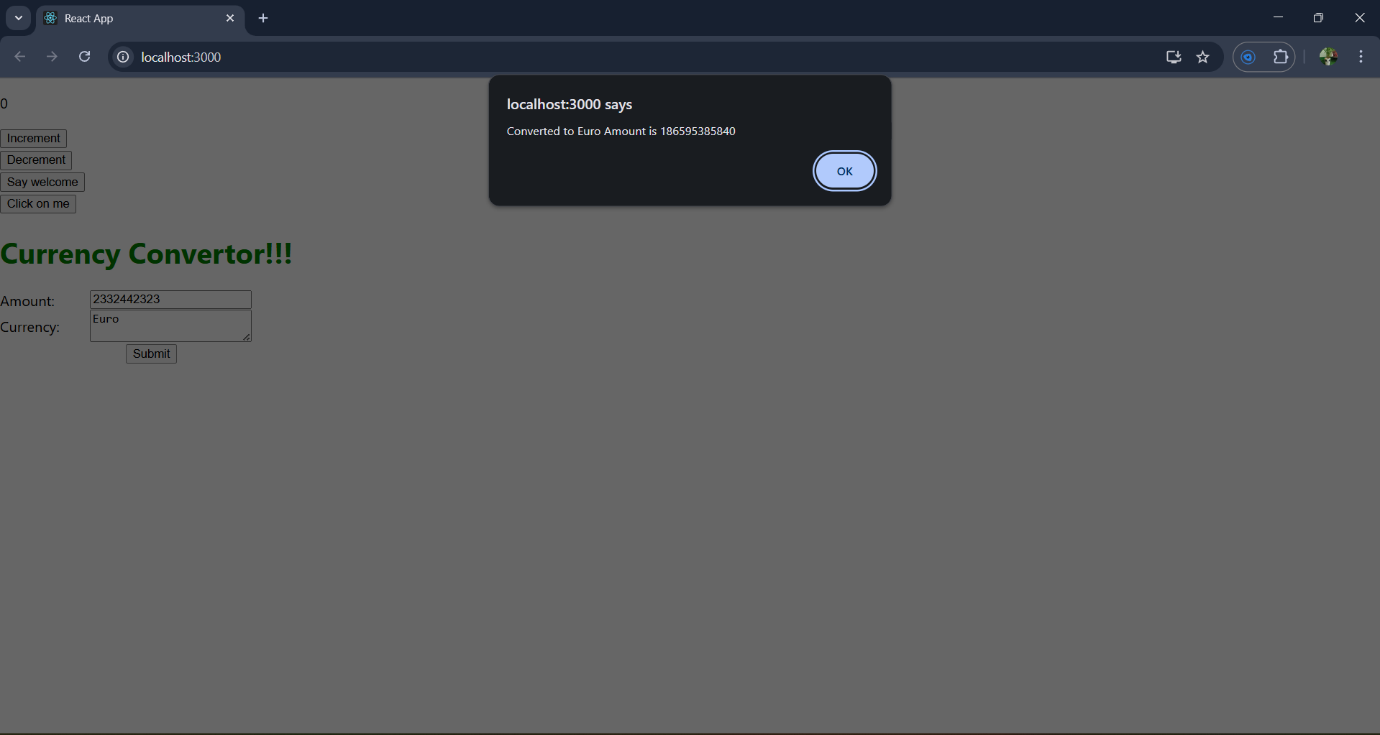 React App
localhost:3000
localhost:3000 says
Converted to Euro Amount is 186595385840
OK
0
Increment
Decrement
Say welcome
Click on me
Currency Convertor!!!
Amount: 2332442323
Currency: Euro
Submit